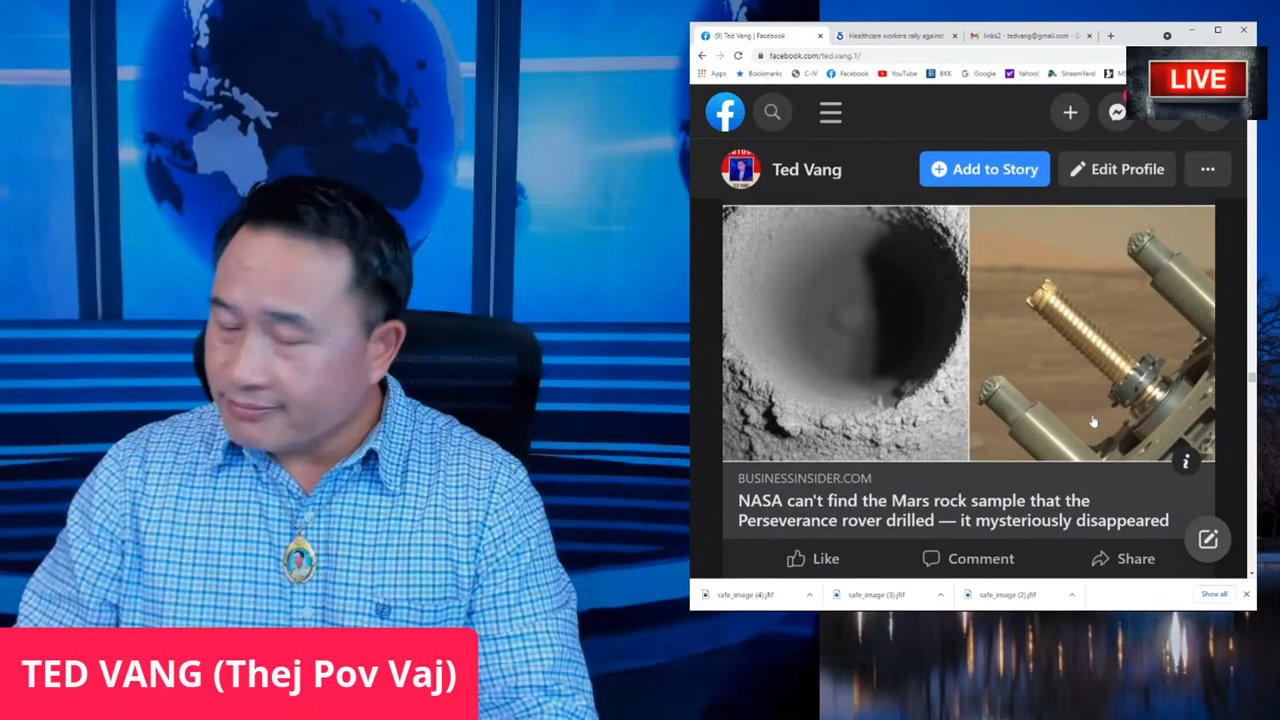 (9) Ted Vang | Facebook
Healthcare workers rally against
links2 - tedvang@gmail.com - G
facebook.com/ted.vang.1/
Apps
Bookmarks
C-IV
Facebook
YouTube
BKK
Google
Yahoo!
StreamYard
LIVE
Ted Vang
Add to Story
Edit Profile
BUSINESSINSIDER.COM
NASA can't find the Mars rock sample that the
Perseverance rover drilled — it mysteriously disappeared
Like
Comment
Share
safe_image (4).jfif
safe_image (3).jfif
safe_image (2).jfif
Show all
TED VANG (Thej Pov Vaj)